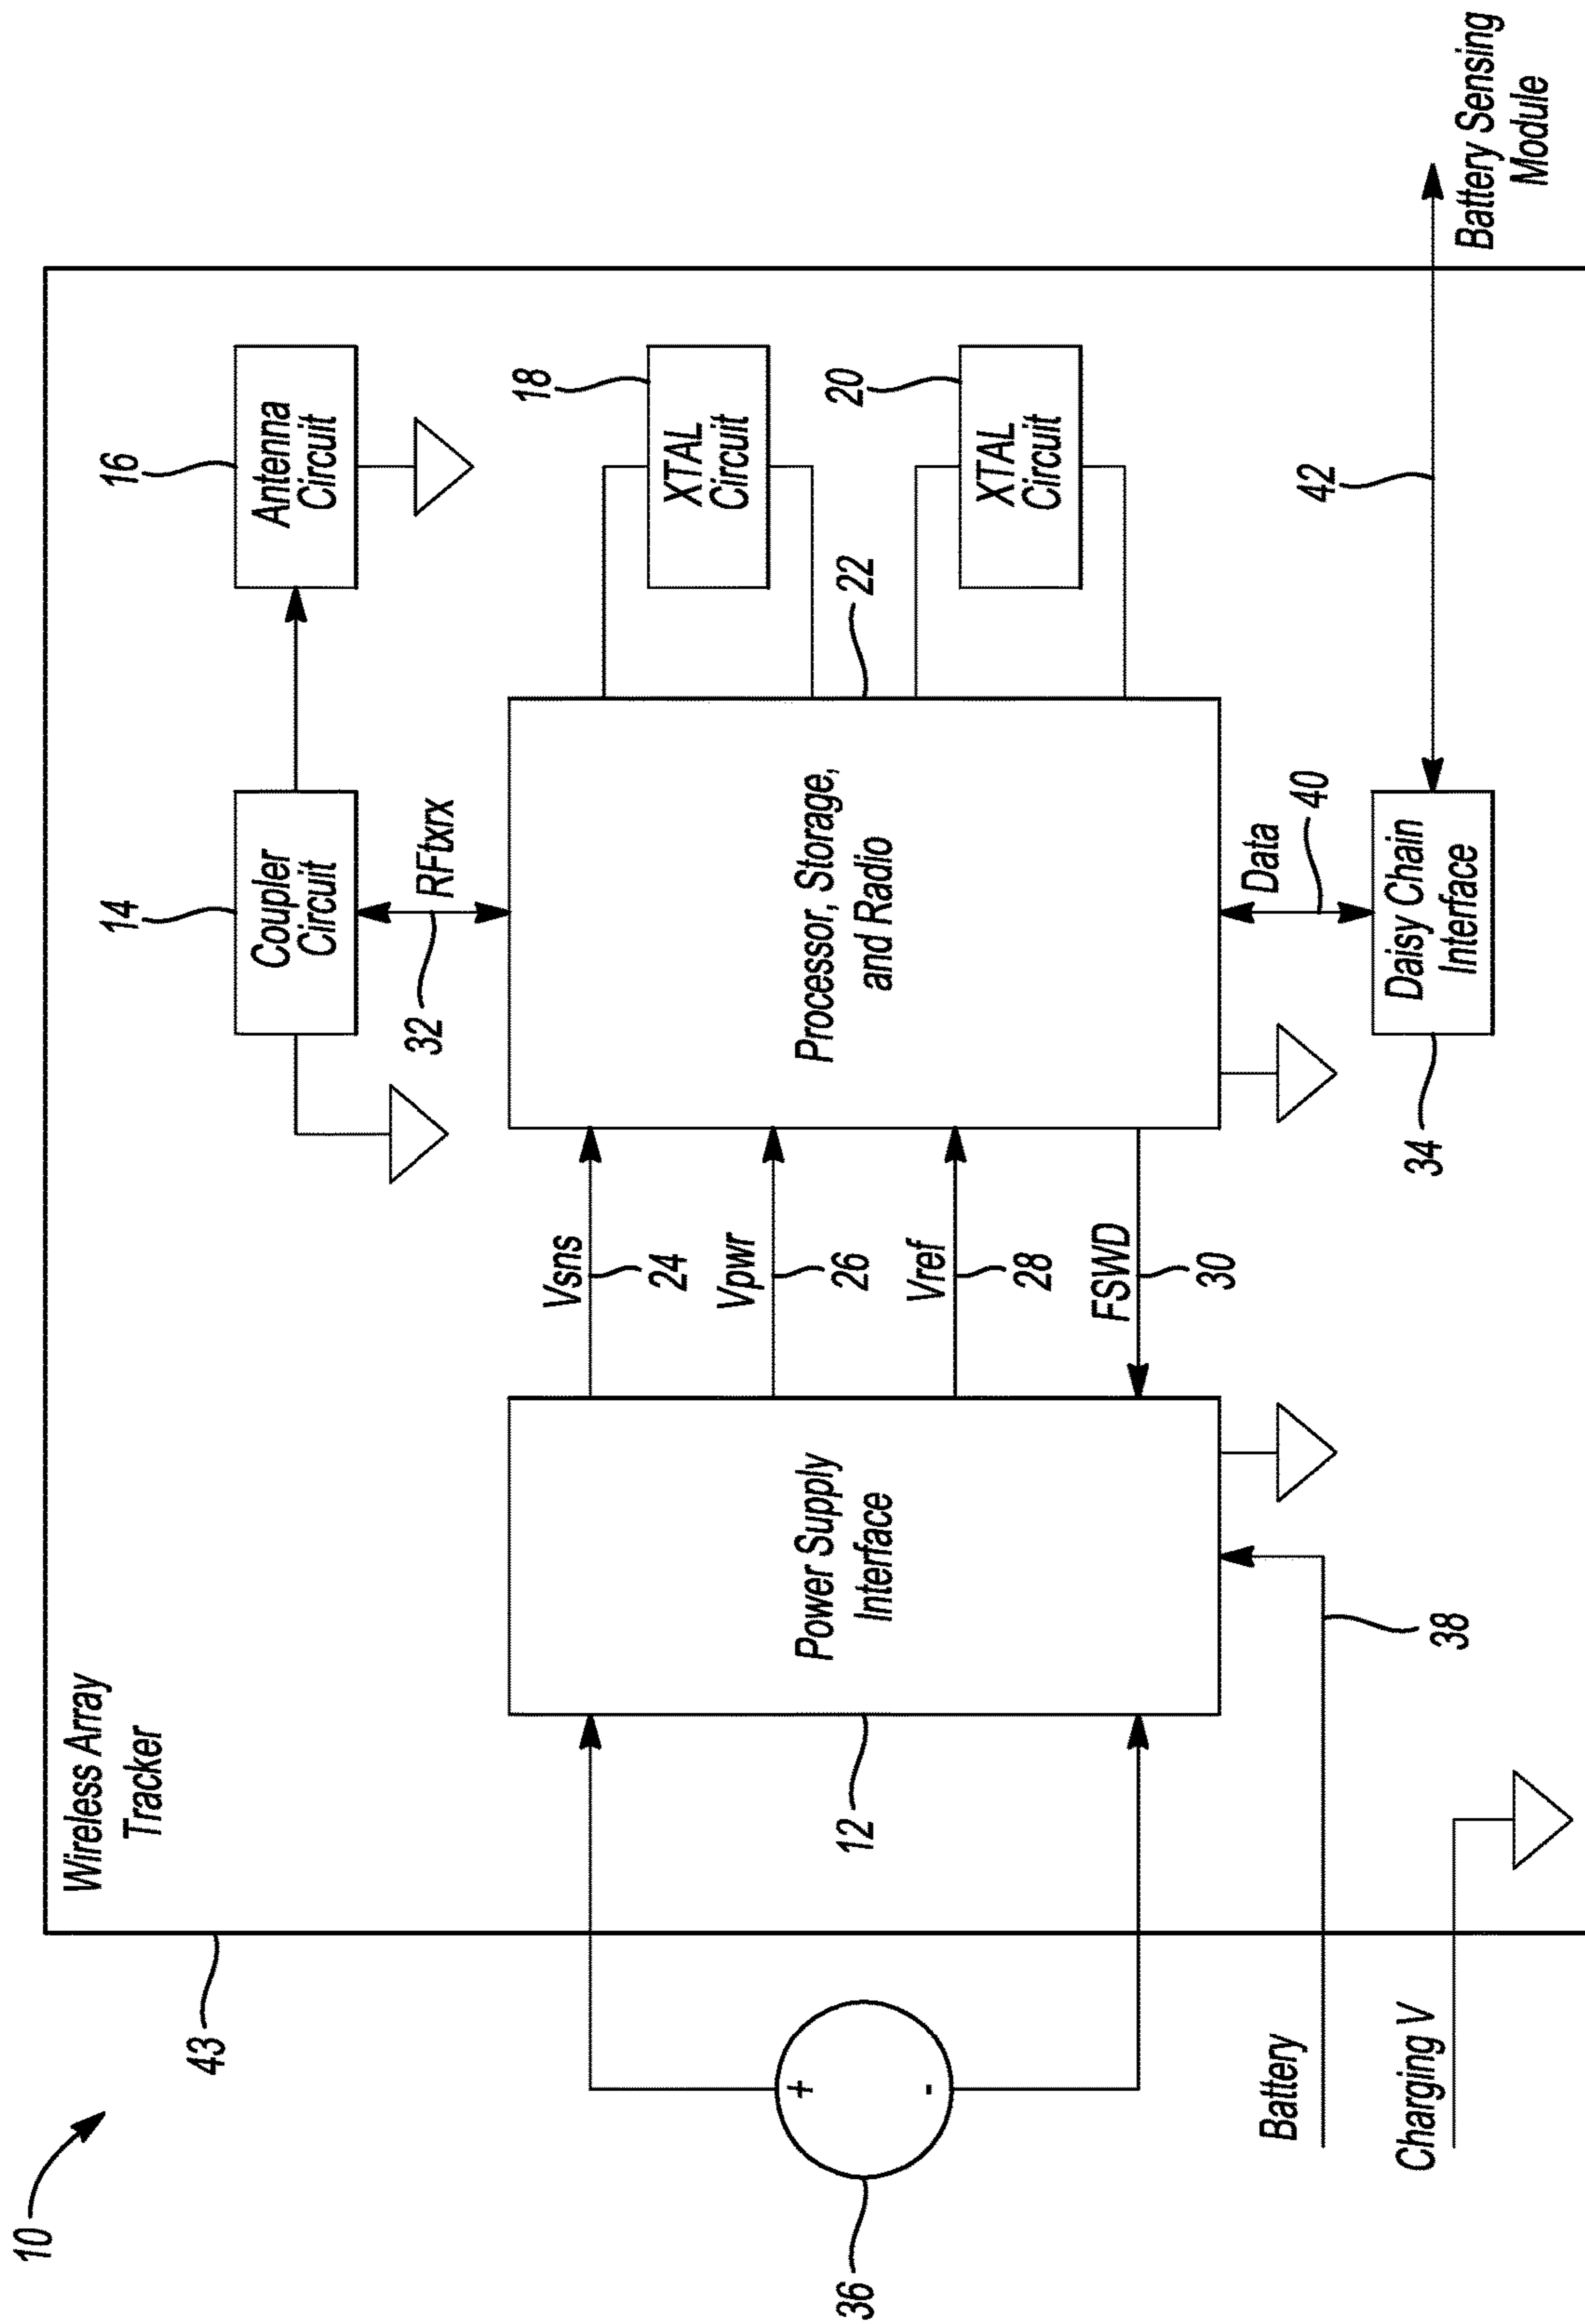 10
43
Wireless Array
Tracker
14
Coupler
Circuit
16
Antenna
Circuit
32
RFtxrx
18
XTAL
Circuit
20
XTAL
Circuit
22
Vsns
24
Vpwr
26
Vref
28
FSWD
30
Power Supply
Interface
12
Processor, Storage,
and Radio
36
+
-
Battery
38
Charging V
Data
40
Daisy Chain
Interface
34
42
Battery Sensing
Module